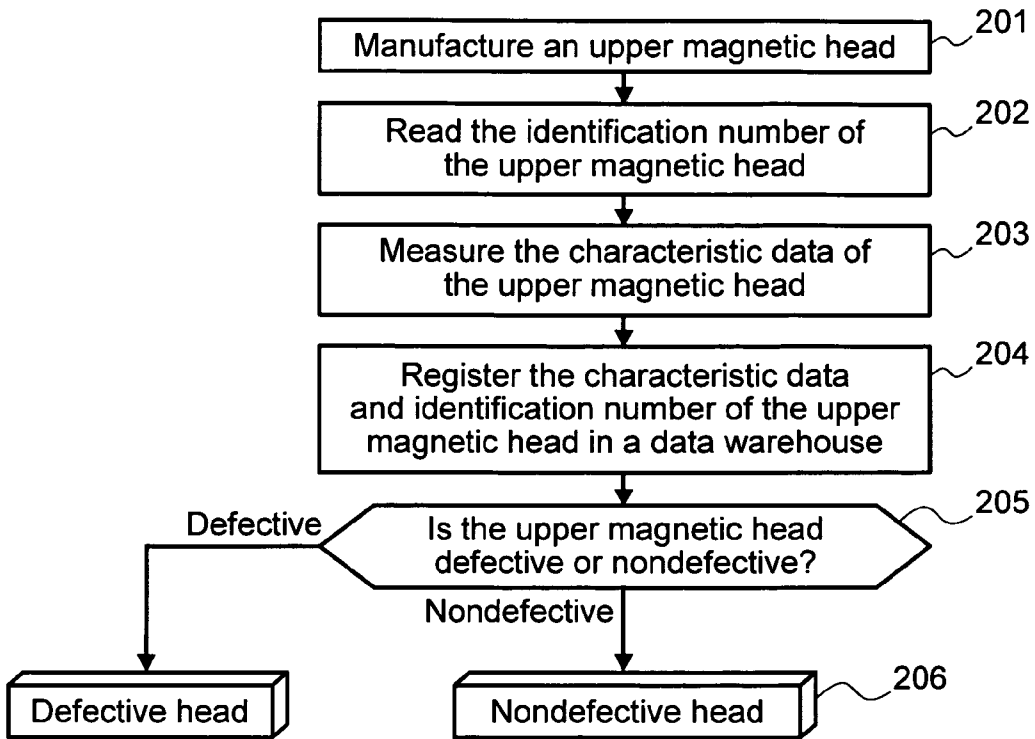 Manufacture an upper magnetic head
201
Read the identification number of
the upper magnetic head
202
Measure the characteristic data of
the upper magnetic head
203
Register the characteristic data
and identification number of the upper
magnetic head in a data warehouse
204
Is the upper magnetic head
defective or nondefective?
205
Defective
Nondefective
Defective head
Nondefective head
206